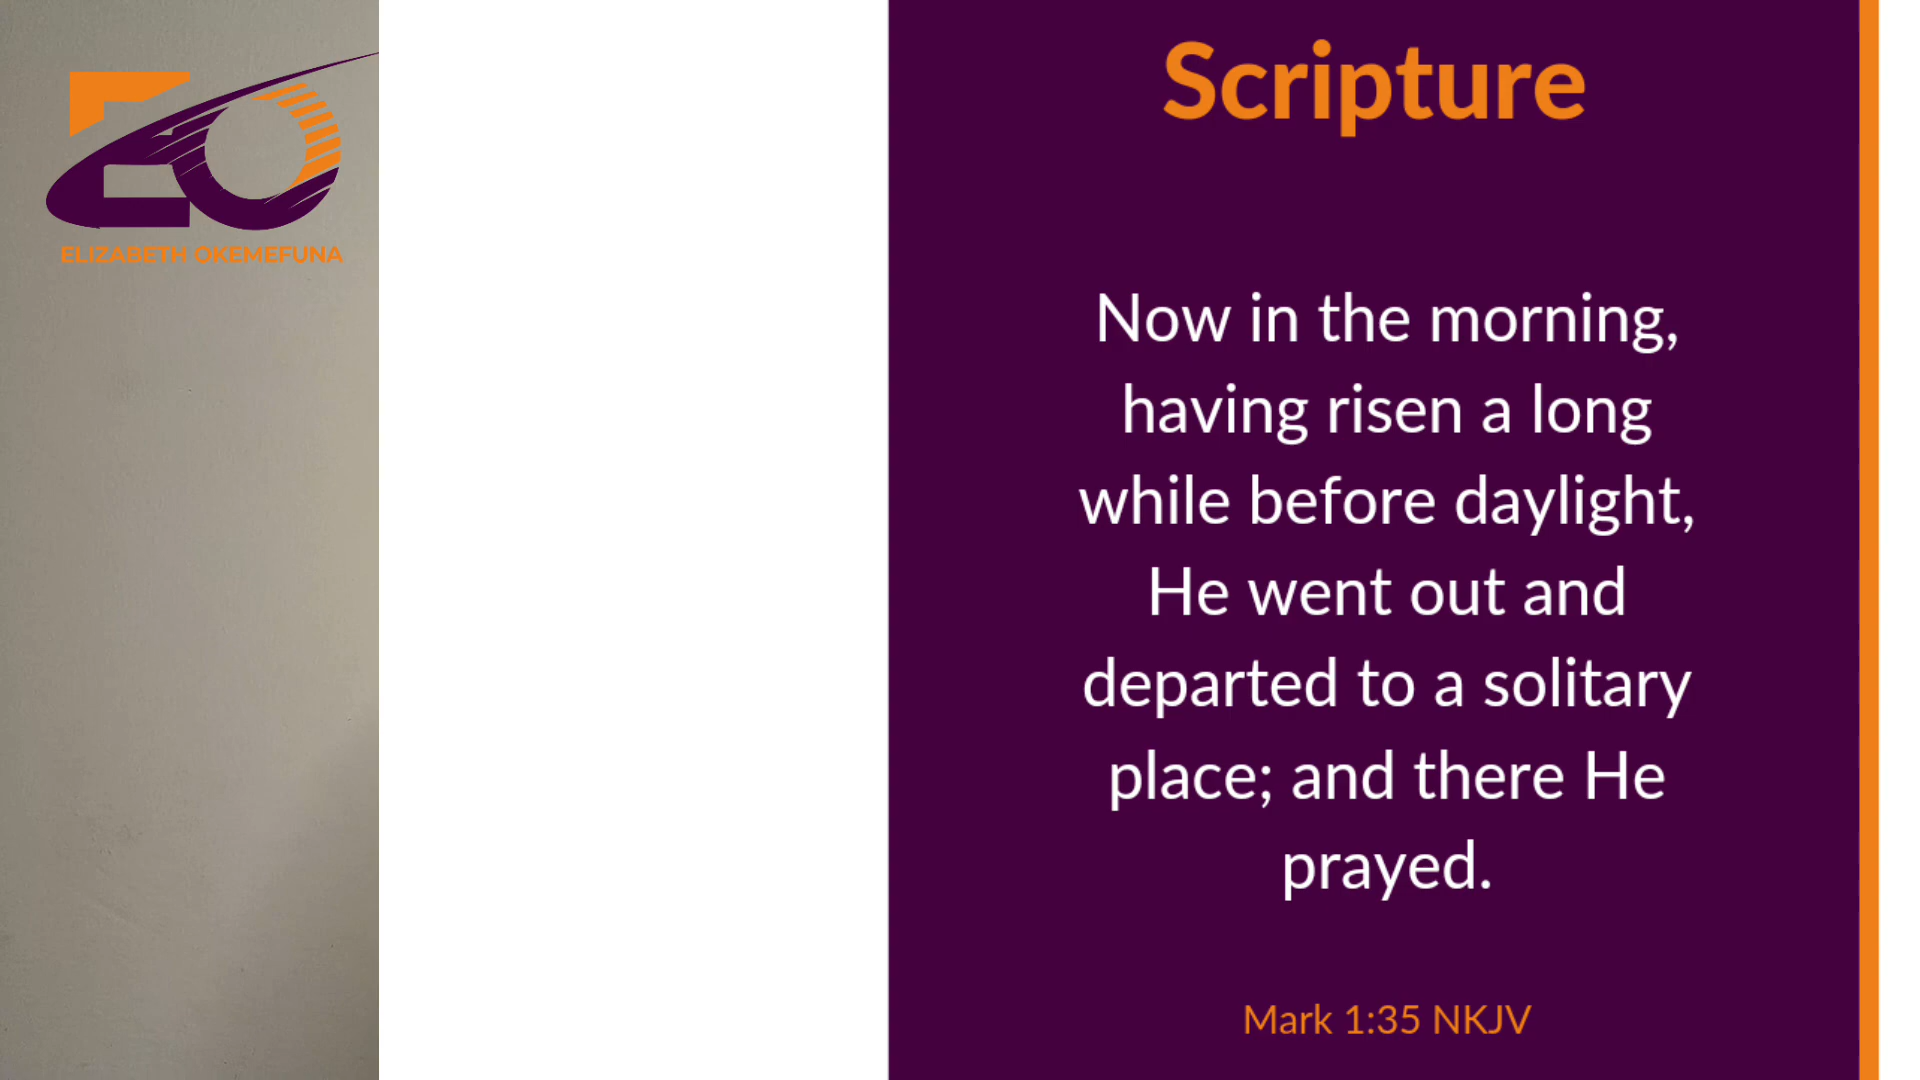 EO
ELIZABETH OKEMEFUNA
Scripture
Now in the morning,
having risen a long
while before daylight,
He went out and
departed to a solitary
place; and there He
prayed.
Mark 1:35 NKJV